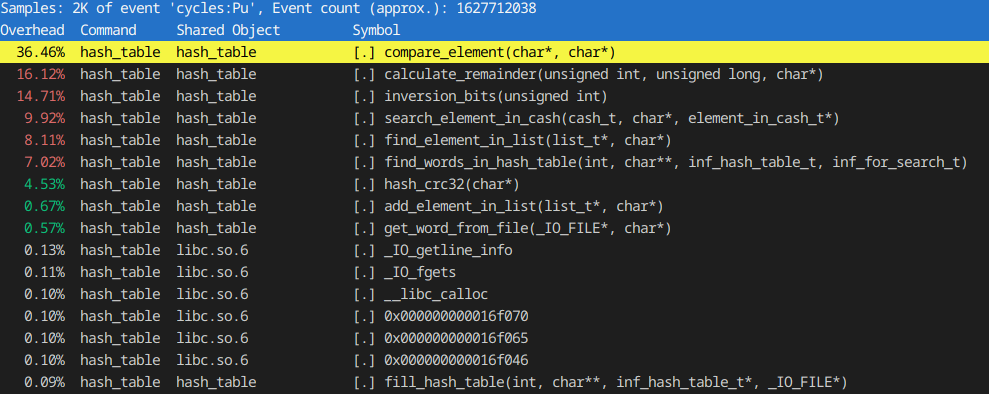 Samples: 2K of event 'cycles:Pu', Event count (approx.): 1627712038
Overhead  Command     Shared Object         Symbol
  36.46%  hash_table  hash_table            [.] compare_element(char*, char*)
  16.12%  hash_table  hash_table            [.] calculate_remainder(unsigned int, unsigned long, char*)
  14.71%  hash_table  hash_table            [.] inversion_bits(unsigned int)
   9.92%  hash_table  hash_table            [.] search_element_in_cash(cash_t, char*, element_in_cash_t*)
   8.11%  hash_table  hash_table            [.] find_element_in_list(list_t*, char*)
   7.02%  hash_table  hash_table            [.] find_words_in_hash_table(int, char**, inf_hash_table_t, inf_for_search_t)
   4.53%  hash_table  hash_table            [.] hash_crc32(char*)
   0.67%  hash_table  hash_table            [.] add_element_in_list(list_t*, char*)
   0.57%  hash_table  hash_table            [.] get_word_from_file(_IO_FILE*, char*)
   0.13%  hash_table  libc.so.6             [.] _IO_getline_info
   0.11%  hash_table  libc.so.6             [.] _IO_fgets
   0.10%  hash_table  libc.so.6             [.] __libc_calloc
   0.10%  hash_table  libc.so.6             [.] 0x000000000016f070
   0.10%  hash_table  libc.so.6             [.] 0x000000000016f065
   0.10%  hash_table  libc.so.6             [.] 0x000000000016f046
   0.09%  hash_table  hash_table            [.] fill_hash_table(int, char**, inf_hash_table_t*, _IO_FILE*)